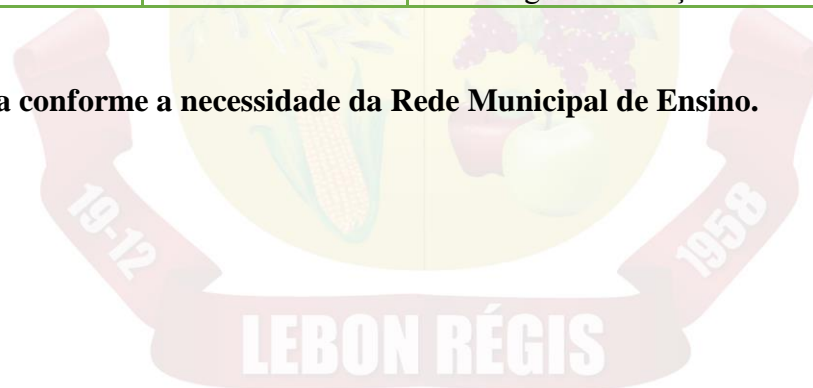 a conforme a necessidade da Rede Municipal de Ensino.
19-12
1958
LEBON RÉGIS